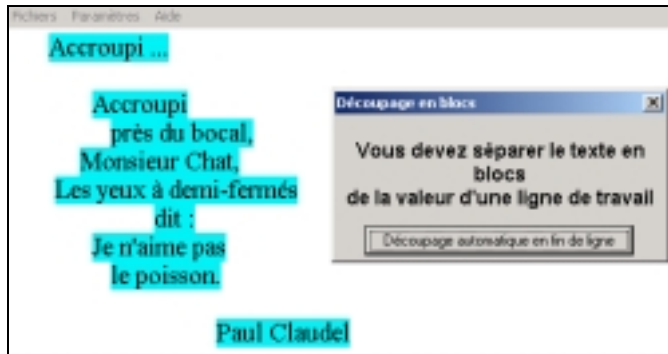 Fichiers Paramètres Aide
Accroupi ...
Accroupi
près du bocal,
Monsieur Chat,
Les yeux à demi-fermés
dit :
Je n'aime pas
le poisson.
Paul Claudel
Découpage en blocs
Vous devez séparer le texte en
blocs
de la valeur d'une ligne de travail
Découpage automatique en fin de ligne